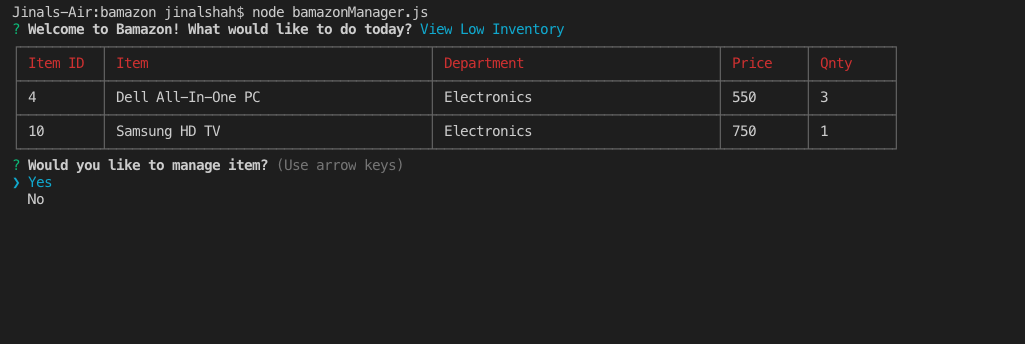 Jinals-Air:bamazon jinalshah$ node bamazonManager.js
? Welcome to Bamazon! What would like to do today? View Low Inventory
Item ID Item Department Price Qnty
4 Dell All-In-One PC Electronics 550 3
10 Samsung HD TV Electronics 750 1
? Would you like to manage item? (Use arrow keys)
❯ Yes
No